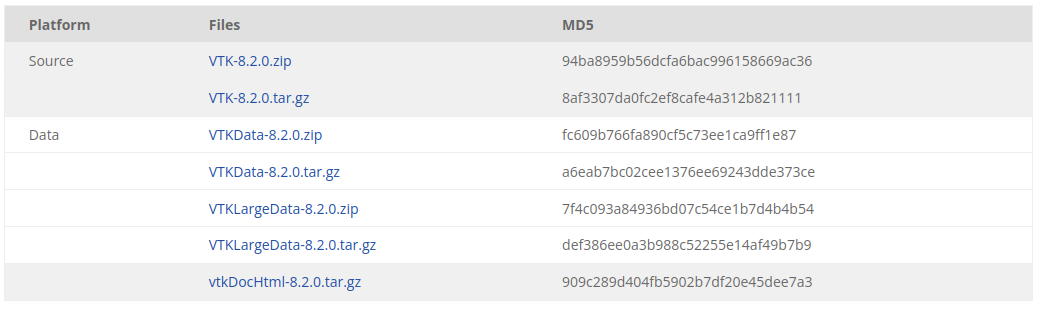 Platform Files MD5
Source VTK-8.2.0.zip 94ba8959b56dcfa6bac996158669ac36
VTK-8.2.0.tar.gz 8af3307da0fc2ef8cafe4a312b821111
Data VTKData-8.2.0.zip fc609b766fa890cf5c73ee1ca9ff1e87
VTKData-8.2.0.tar.gz a6eab7bc02cee1376ee69243dde373ce
VTKLargeData-8.2.0.zip 7f4c093a84936bd07c54ce1b7d4b4b54
VTKLargeData-8.2.0.tar.gz def386ee0a3b988c52255e14af49b7b9
vtkDocHtml-8.2.0.tar.gz 909c289d404fb5902b7df20e45dee7a3